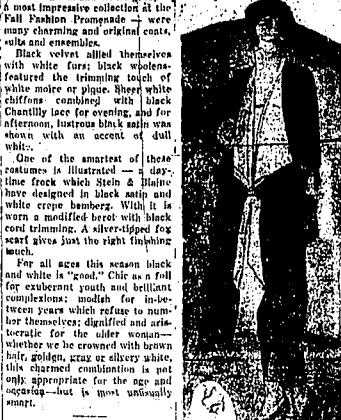 a most impressive collection at the
Fall Fashion Promenade — were
many charming and original coats,
suits and ensembles.
Black velvet allied themselves
with white furs; black woolens
featured the trimming touch of
white moire or pique. Sheer white
chiffons combined with black
Chantilly lace for evening, and for
afternoon, lustrous black satin was
shown with an accent of dull
white.
One of the smartest of these
costumes is illustrated — a day-
time frock which Stein & Blaine
have designed in black satin and
white crepe bemberg. With it is
worn a modified beret with black
cord trimming. A silver-tipped fox
scarf gives just the right finishing
touch.
For all ages this season black
and white is "good." Chic as a foil
for exuberant youth and brilliant
complexions; modish for in-be-
tween years which refuse to num-
ber themselves; dignified and aris-
tocratic for the older woman—
whether we be crowned with brown
hair, golden, gray or silvery white,
this charmed combination is not
only appropriate for the age and
occasion—but is most unusually
smart.